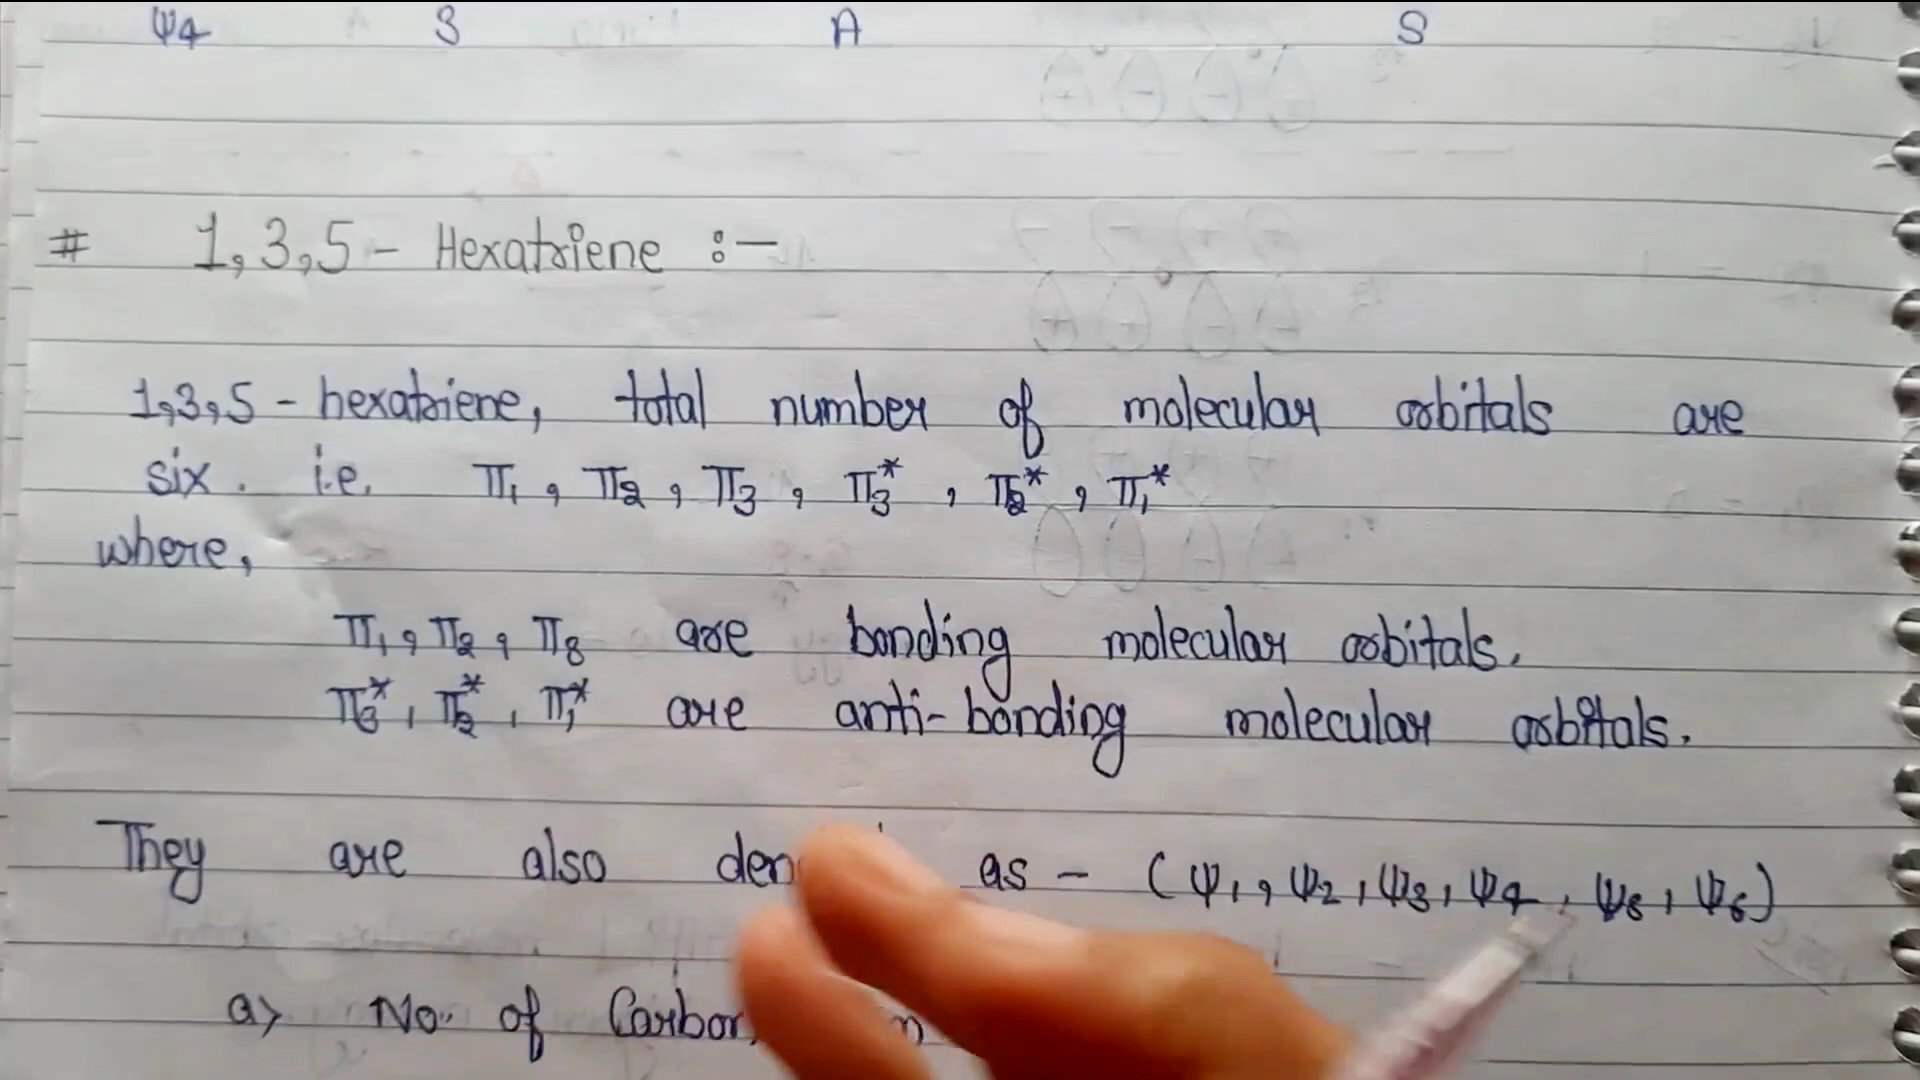 ψ4 S A S
# 1,3,5 - Hexatriene :-
1,3,5 - hexatriene, total number of molecular orbitals are
six. i.e. π1, π2, π3, π3*, π2*, π1*
where,
π1, π2, π3 are bonding molecular orbitals.
π3*, π2*, π1* are anti-bonding molecular orbitals.
They are also as - (ψ1, ψ2, ψ3, ψ4, ψ5, ψ6)
a> No. of